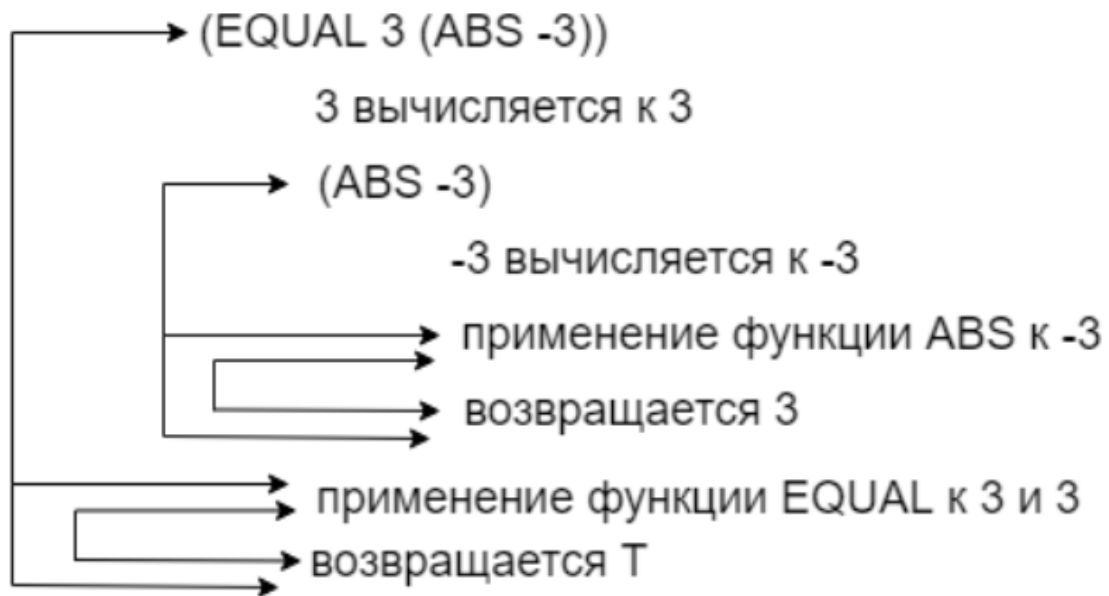 (EQUAL 3 (ABS -3))
3 вычисляется к 3
(ABS -3)
-3 вычисляется к -3
применение функции ABS к -3
возвращается 3
применение функции EQUAL к 3 и 3
возвращается T